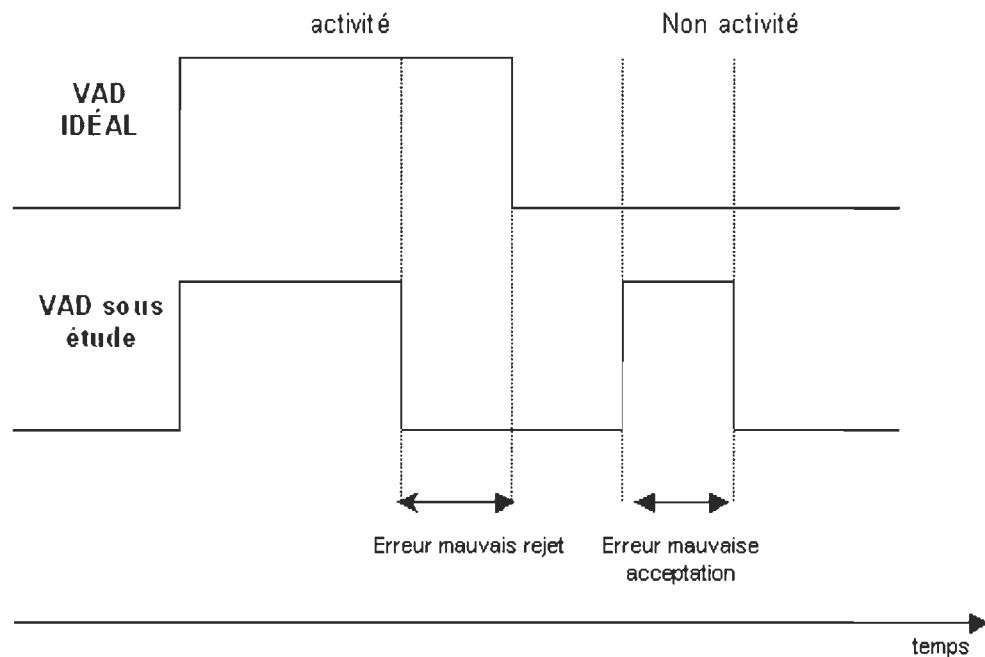 activité
Non activité
VAD
IDÉAL
VAD sous
étude
Erreur mauvais rejet
Erreur mauvaise
acceptation
temps